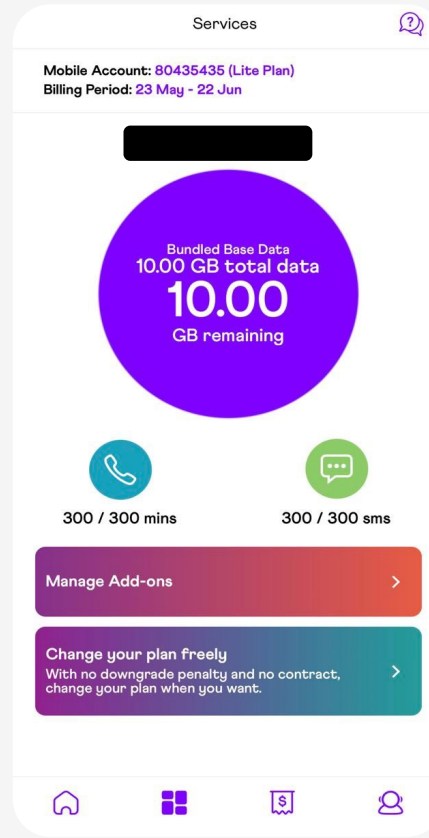 Services
Mobile Account: 80435435 (Lite Plan)
Billing Period: 23 May - 22 Jun
Bundled Base Data
10.00 GB total data
10.00
GB remaining
300 / 300 mins
300 / 300 sms
Manage Add-ons
Change your plan freely
With no downgrade penalty and no contract,
change your plan when you want.